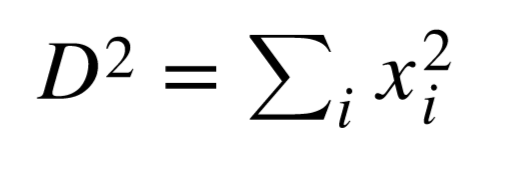 D² = ∑ᵢ xᵢ²